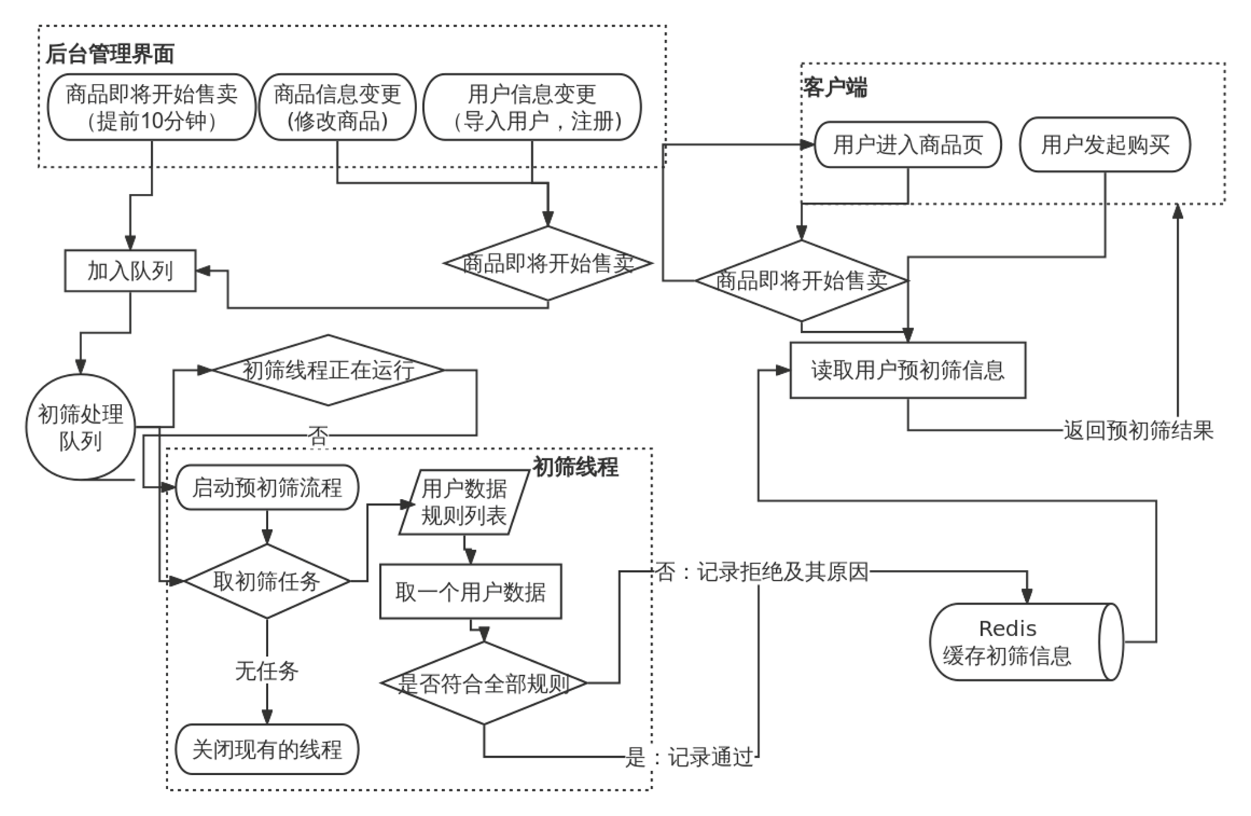 后台管理界面
商品即将开始售卖
（提前10分钟）
商品信息变更
(修改商品)
用户信息变更
（导入用户，注册)
客户端
用户进入商品页
用户发起购买
加入队列
商品即将开始售卖
商品即将开始售卖
初筛线程正在运行
读取用户预初筛信息
初筛处理
队列
否
返回预初筛结果
初筛线程
启动预初筛流程
用户数据
规则列表
取初筛任务
取一个用户数据
否：记录拒绝及其原因
Redis
缓存初筛信息
无任务
是否符合全部规则
关闭现有的线程
是：记录通过